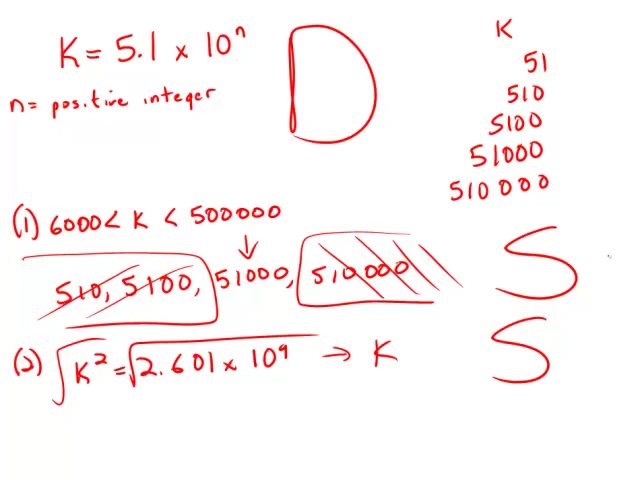 K = 5.1 x 10ⁿ
n = positive integer
D
K
51
510
5100
51000
510000
(1) 6000 < K < 500000
510, 5100, 51000, 510000
S
(2) √K² = √2.601 x 10⁹ → K
S